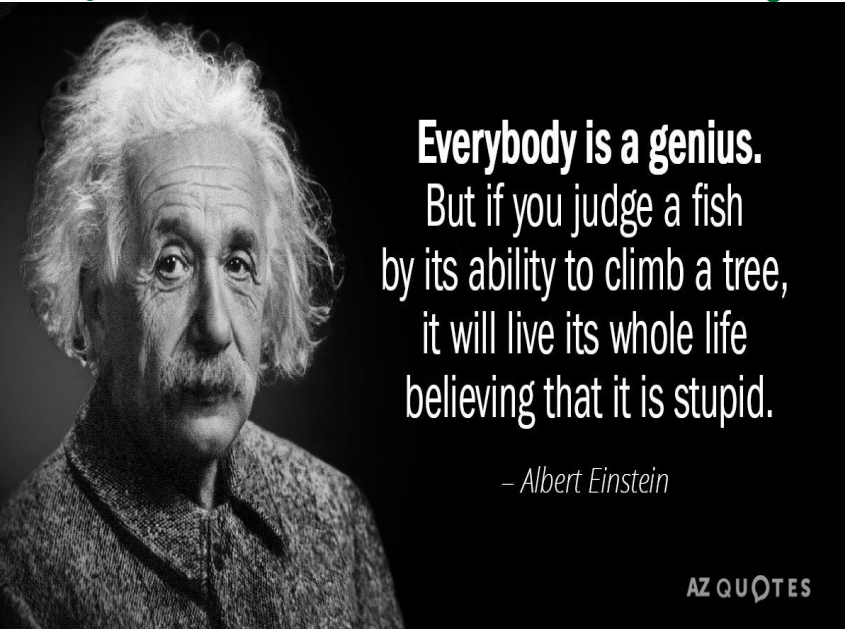 Everybody is a genius.
But if you judge a fish
by its ability to climb a tree,
it will live its whole life
believing that it is stupid.
– Albert Einstein
AZ QUOTES